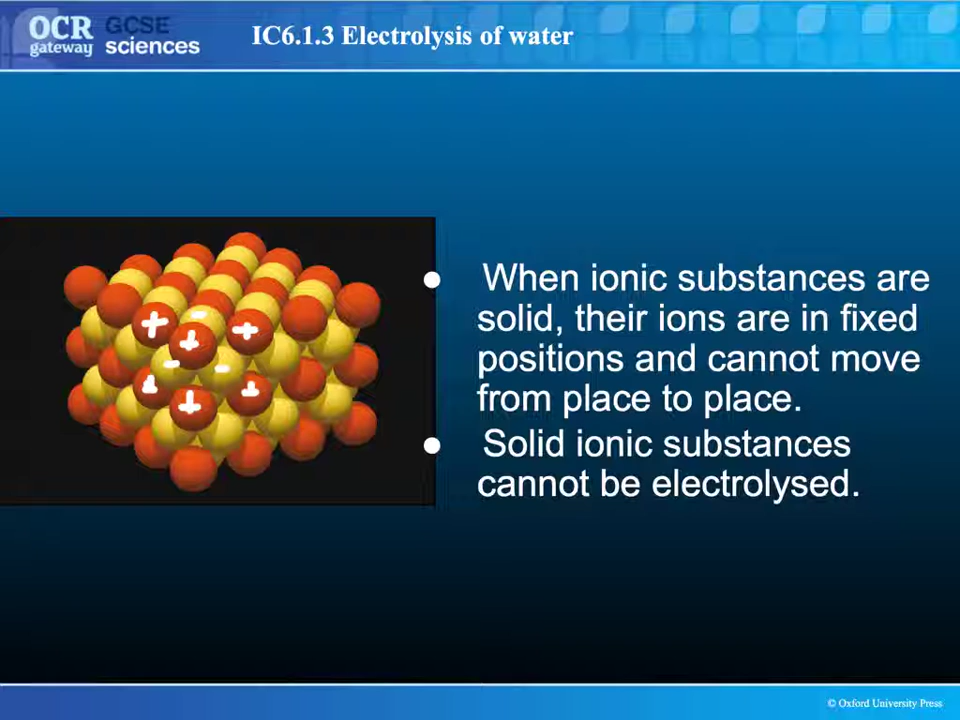 OCR GCSE
gateway sciences
IC6.1.3 Electrolysis of water
+ - + +
- -
+ + +
● When ionic substances are
solid, their ions are in fixed
positions and cannot move
from place to place.
● Solid ionic substances
cannot be electrolysed.
© Oxford University Press